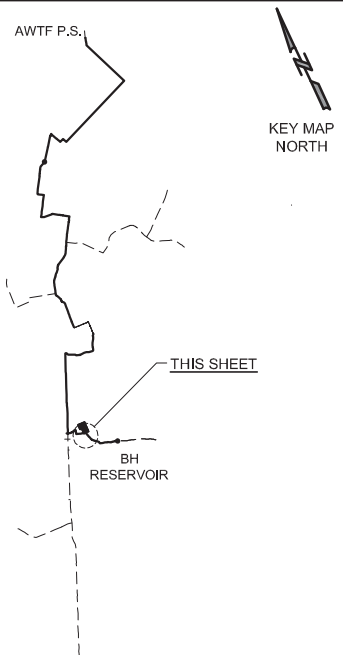 AWTF P.S.
KEY MAP
NORTH
THIS SHEET
BH
RESERVOIR